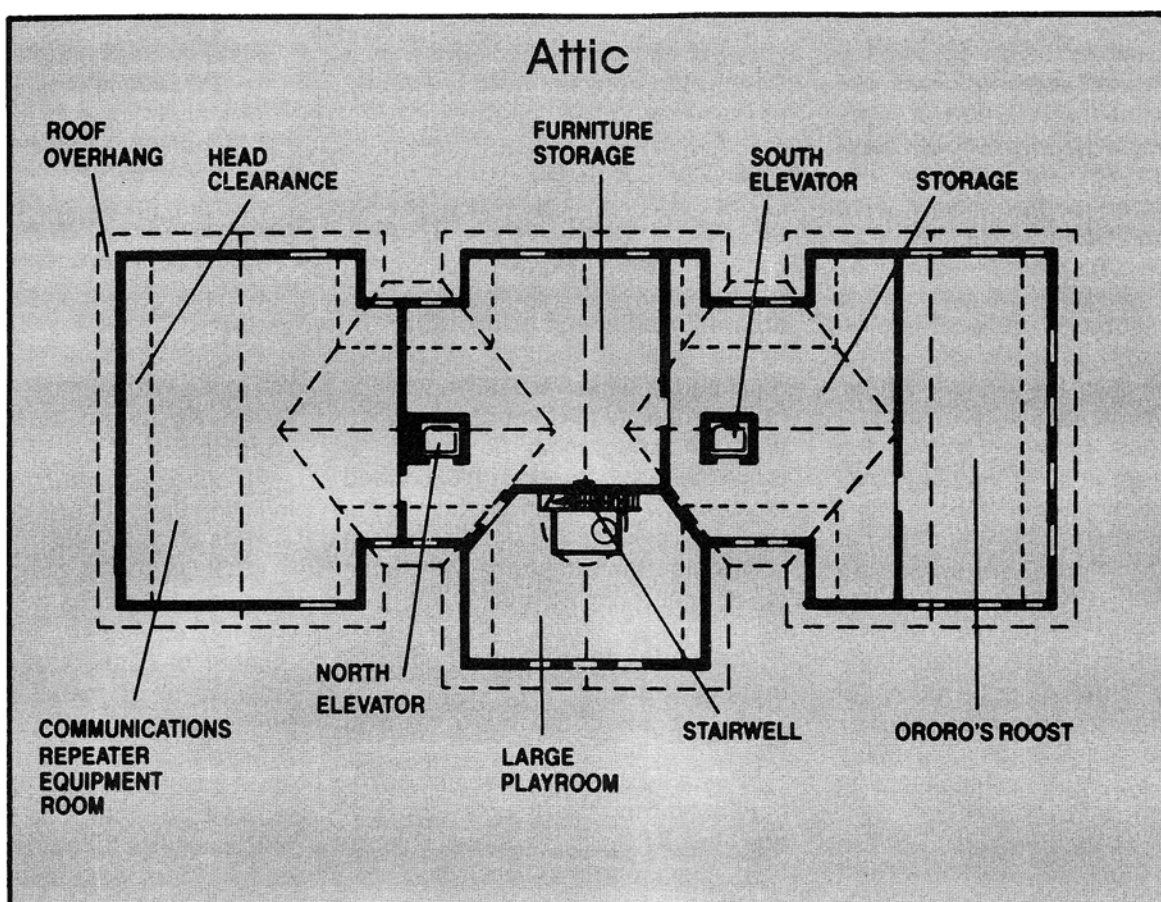 Attic
ROOF
OVERHANG
HEAD
CLEARANCE
FURNITURE
STORAGE
SOUTH
ELEVATOR
STORAGE
NORTH
ELEVATOR
COMMUNICATIONS
REPEATER
EQUIPMENT
ROOM
LARGE
PLAYROOM
STAIRWELL
ORORO'S ROOST